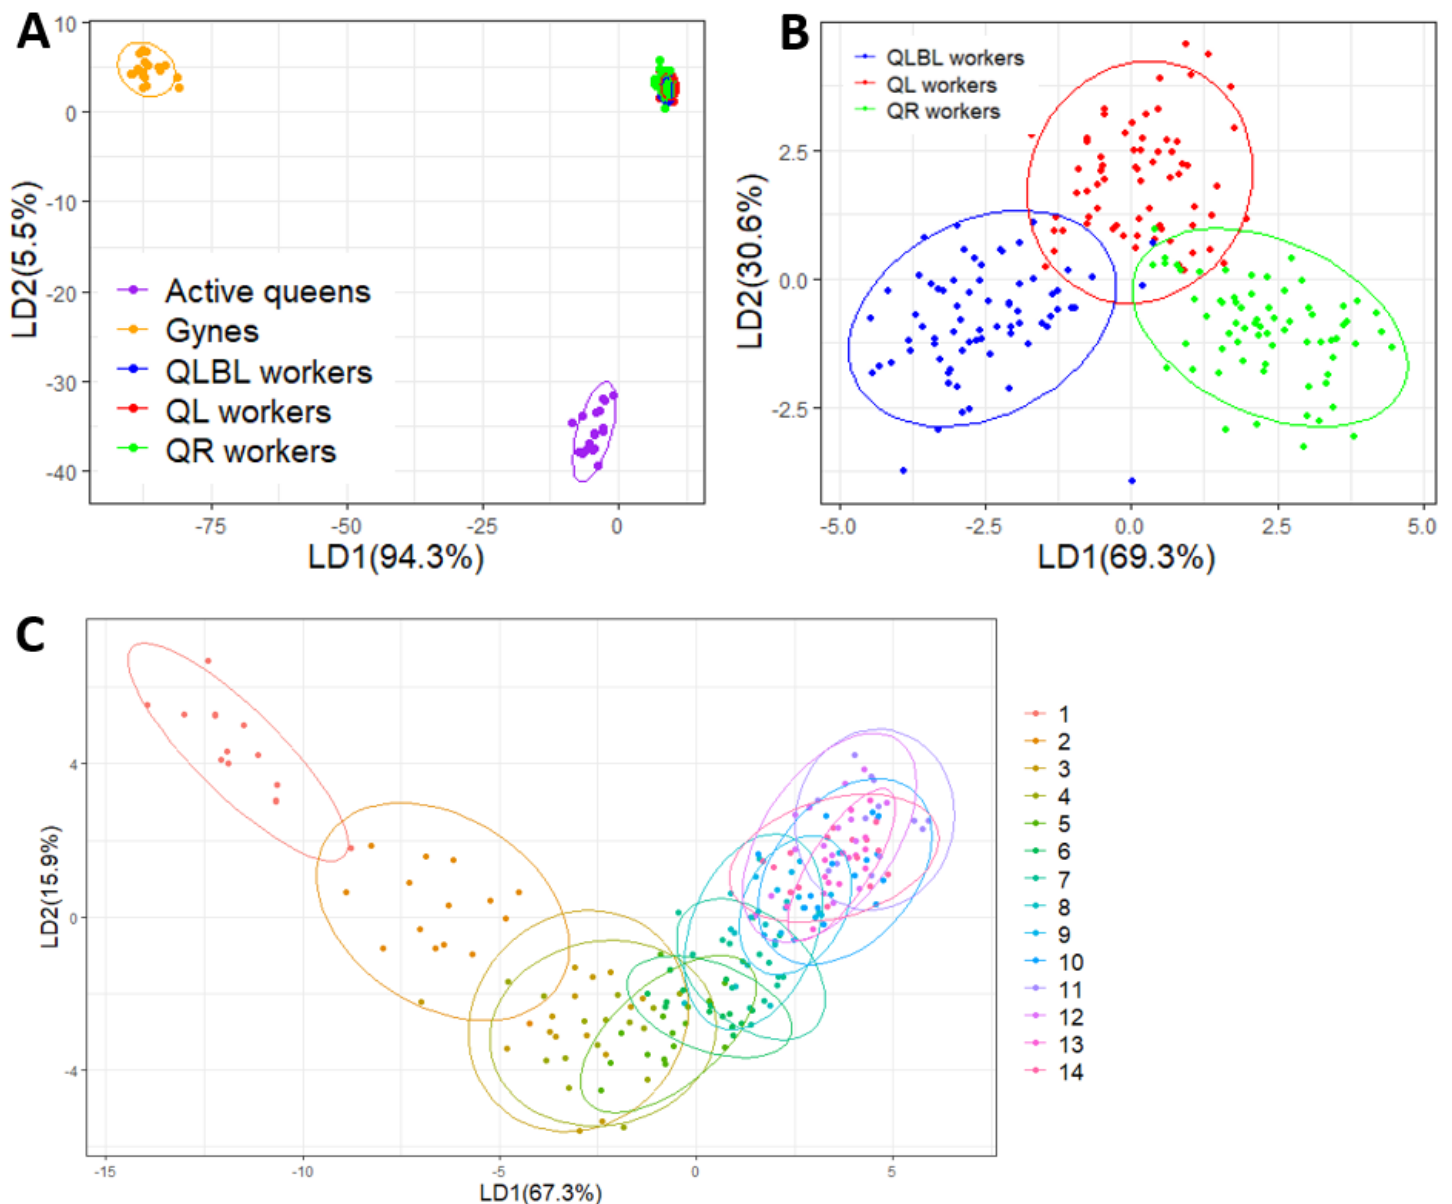 A
10
0
-10
-20
-30
-40
LD2(5.5%)
Active queens
Gynes
QLBL workers
QL workers
QR workers
-75
-50
-25
0
LD1(94.3%)
B
QLBL workers
QL workers
QR workers
2.5
0.0
-2.5
LD2(30.6%)
-5.0
-2.5
0.0
2.5
5.0
LD1(69.3%)
C
4
0
-4
LD2(15.9%)
-15
-10
-5
0
5
LD1(67.3%)
1
2
3
4
5
6
7
8
9
10
11
12
13
14